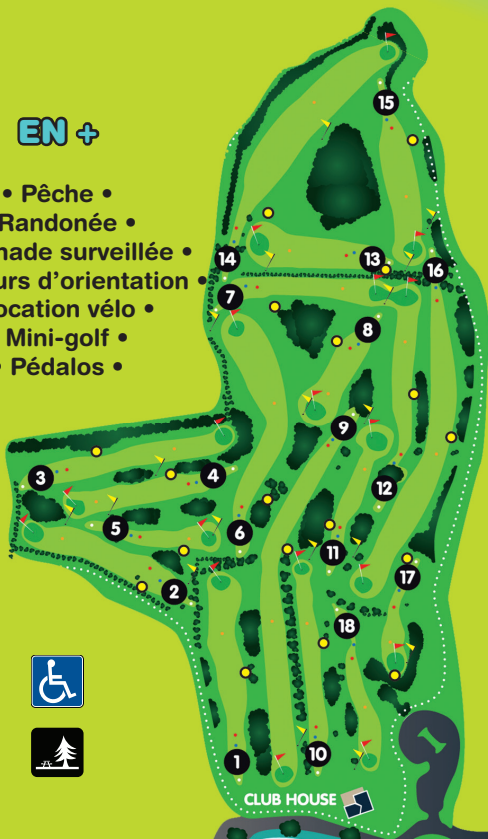 EN +
• Pêche •
Randonée •
nade surveillée •
urs d'orientation •
ocation vélo •
Mini-golf •
• Pédalos •
15
14
13
16
7
8
9
3
4
12
5
6
11
2
17
18
1
10
CLUB HOUSE